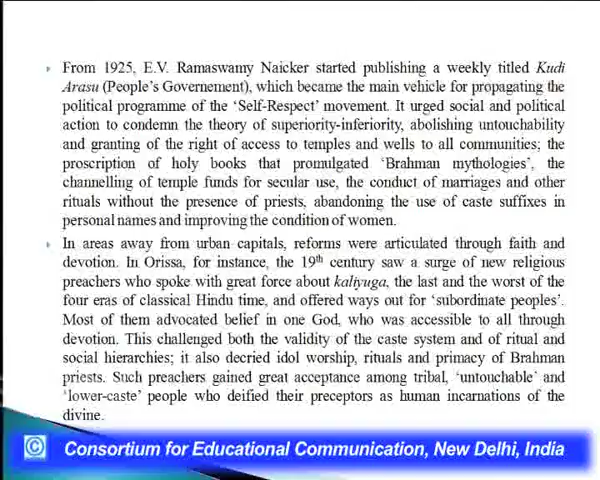 From 1925, E.V. Ramaswamy Naicker started publishing a weekly titled Kudi
Arasu (People's Governement), which became the main vehicle for propagating the
political programme of the 'Self-Respect' movement. It urged social and political
action to condemn the theory of superiority-inferiority, abolishing untouchability
and granting of the right of access to temples and wells to all communities; the
proscription of holy books that promulgated 'Brahman mythologies', the
channelling of temple funds for secular use, the conduct of marriages and other
rituals without the presence of priests, abandoning the use of caste suffixes in
personal names and improving the condition of women.
In areas away from urban capitals, reforms were articulated through faith and
devotion. In Orissa, for instance, the 19th century saw a surge of new religious
preachers who spoke with great force about kaliyuga, the last and the worst of the
four eras of classical Hindu time, and offered ways out for 'subordinate peoples'.
Most of them advocated belief in one God, who was accessible to all through
devotion. This challenged both the validity of the caste system and of ritual and
social hierarchies; it also decried idol worship, rituals and primacy of Brahman
priests. Such preachers gained great acceptance among tribal, 'untouchable' and
'lower-caste' people who deified their preceptors as human incarnations of the
divine.
© Consortium for Educational Communication, New Delhi, India